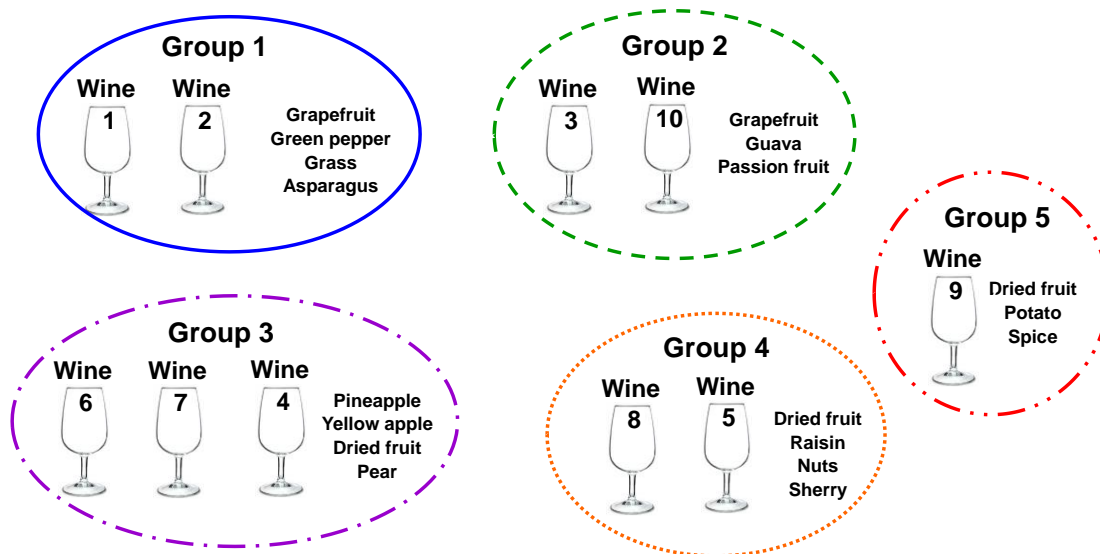 Group 1
Wine Wine
1 2
Grapefruit
Green pepper
Grass
Asparagus
Group 2
Wine Wine
3 10
Grapefruit
Guava
Passion fruit
Group 5
Wine
9
Dried fruit
Potato
Spice
Group 3
Wine Wine Wine
6 7 4
Pineapple
Yellow apple
Dried fruit
Pear
Group 4
Wine Wine
8 5
Dried fruit
Raisin
Nuts
Sherry